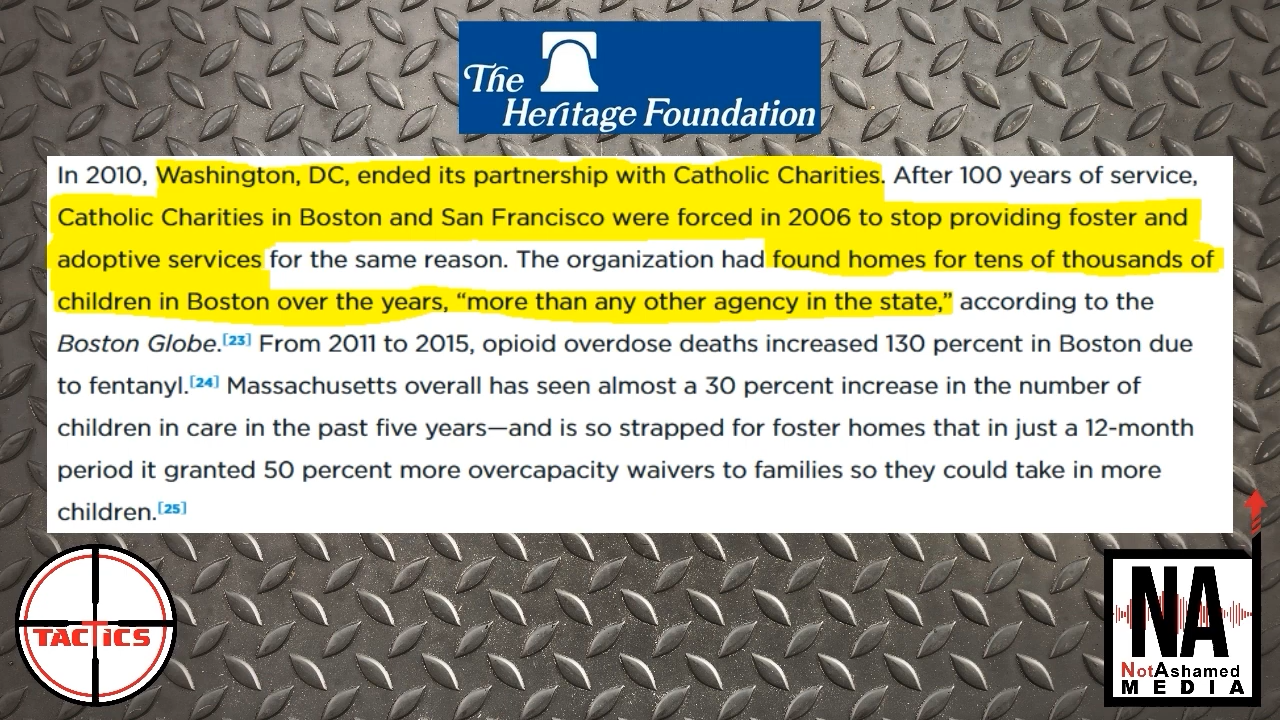 The
Heritage Foundation
In 2010, Washington, DC, ended its partnership with Catholic Charities. After 100 years of service,
Catholic Charities in Boston and San Francisco were forced in 2006 to stop providing foster and
adoptive services for the same reason. The organization had found homes for tens of thousands of
children in Boston over the years, “more than any other agency in the state,” according to the
Boston Globe.[23] From 2011 to 2015, opioid overdose deaths increased 130 percent in Boston due
to fentanyl.[24] Massachusetts overall has seen almost a 30 percent increase in the number of
children in care in the past five years—and is so strapped for foster homes that in just a 12-month
period it granted 50 percent more overcapacity waivers to families so they could take in more
children.[25]
TACTICS
NA
NotAshamed
MEDIA